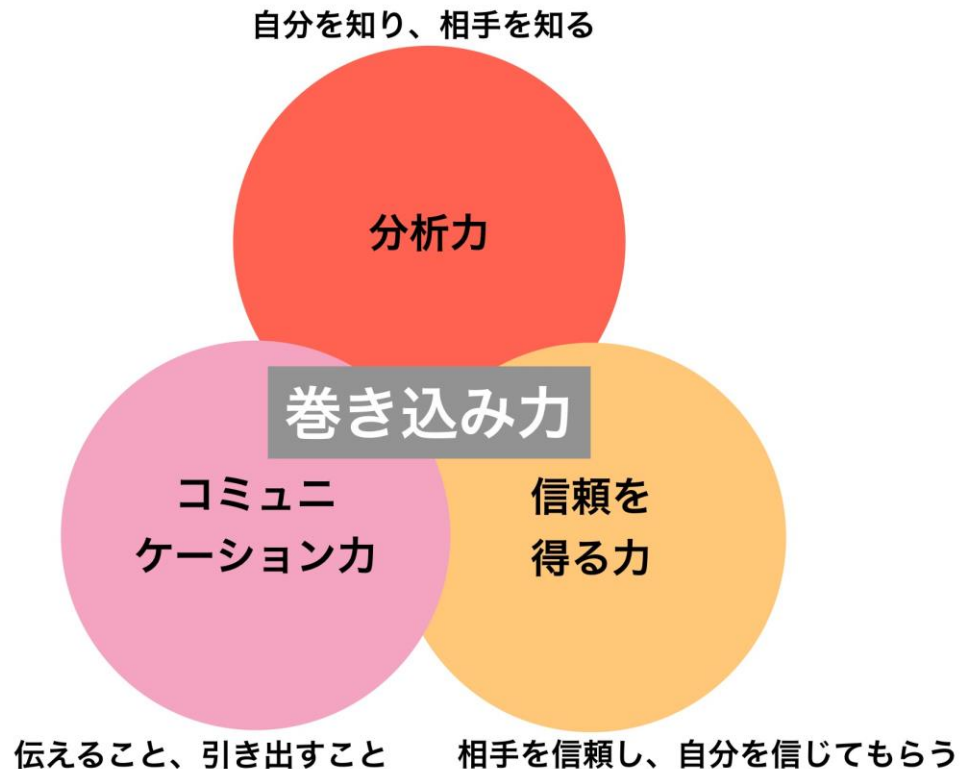 自分を知り、相手を知る
分析力
巻き込み力
コミュニ
ケーション力
信頼を
得る力
伝えること、引き出すこと
相手を信頼し、自分を信じてもらう